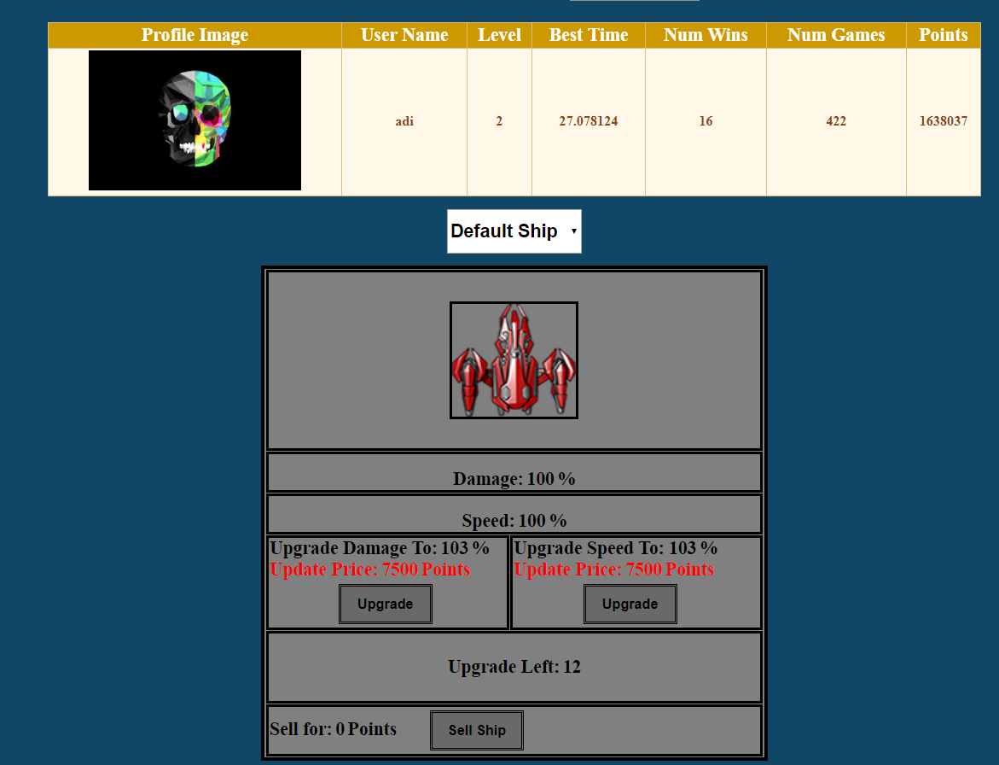 Profile Image User Name Level Best Time Num Wins Num Games Points
adi 2 27.078124 16 422 1638037
Default Ship
Damage: 100 %
Speed: 100 %
Upgrade Damage To: 103 %
Update Price: 7500 Points
Upgrade
Upgrade Speed To: 103 %
Update Price: 7500 Points
Upgrade
Upgrade Left: 12
Sell for: 0 Points Sell Ship